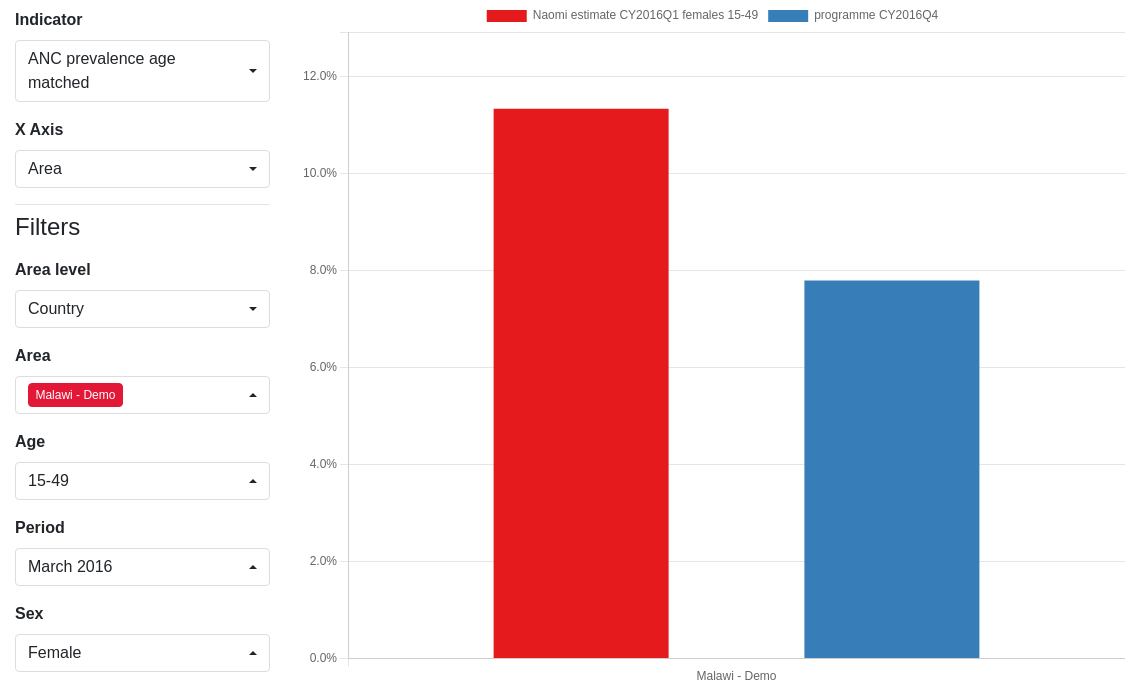 Indicator
ANC prevalence age
matched
X Axis
Area
Filters
Area level
Country
Area
Malawi - Demo
Age
15-49
Period
March 2016
Sex
Female
Naomi estimate CY2016Q1 females 15-49 programme CY2016Q4
12.0%
10.0%
8.0%
6.0%
4.0%
2.0%
0.0%
Malawi - Demo